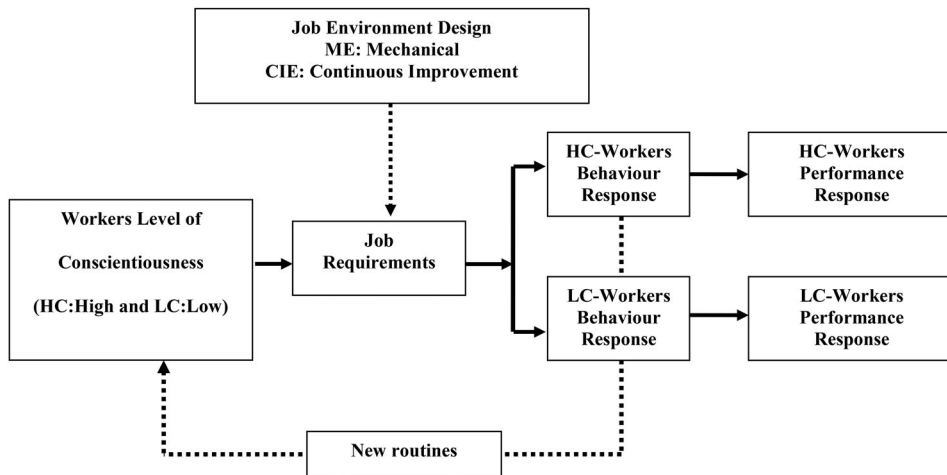 Job Environment Design
ME: Mechanical
CIE: Continuous Improvement
Workers Level of
Conscientiousness
(HC:High and LC:Low)
Job
Requirements
HC-Workers
Behaviour
Response
HC-Workers
Performance
Response
LC-Workers
Behaviour
Response
LC-Workers
Performance
Response
New routines